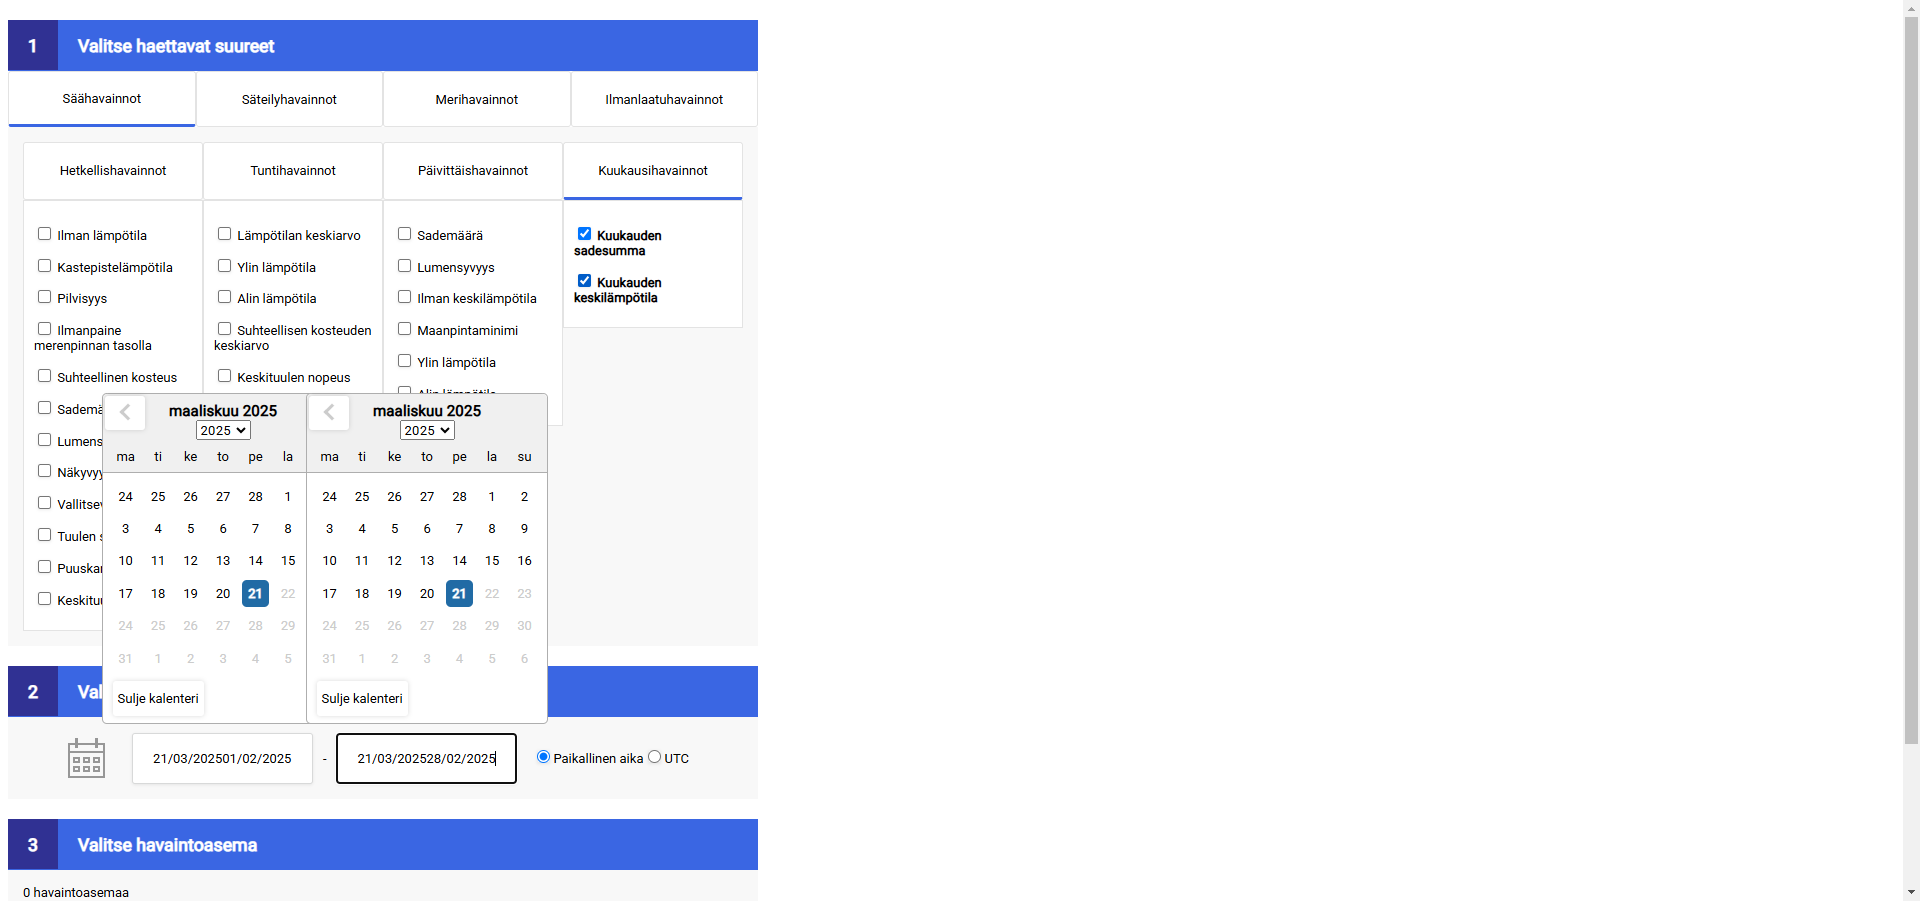 1 Valitse haettavat suureet
Säähavainnot Säteilyhavainnot Merihavainnot Ilmanlaatuhavainnot
Hetkellishavainnot Tuntihavainnot Päivittäishavainnot Kuukausihavainnot
Ilman lämpötila Lämpötilan keskiarvo Sademäärä Kuukauden
sadesumma
Kastepistelämpötila Ylin lämpötila Lumensyvyys Kuukauden
keskilämpötila
Pilvisyys Alin lämpötila Ilman keskilämpötila
Ilmanpaine
merenpinnan tasolla
Suhteellisen kosteuden
keskiarvo
Maanpintaminimi
Ylin lämpötila
Suhteellinen kosteus Keskituulen nopeus
Alin lämpötila
Sademä
Lumens
Näkyvyy
Vallitsev
Tuulen s
Puuskan
Keskituu
maaliskuu 2025
2025
ma ti ke to pe la
24 25 26 27 28 1
3 4 5 6 7 8
10 11 12 13 14 15
17 18 19 20 21 22
24 25 26 27 28 29
31 1 2 3 4 5
Sulje kalenteri
maaliskuu 2025
2025
ma ti ke to pe la su
24 25 26 27 28 1 2
3 4 5 6 7 8 9
10 11 12 13 14 15 16
17 18 19 20 21 22 23
24 25 26 27 28 29 30
31 1 2 3 4 5 6
Sulje kalenteri
2 Val
21/03/202501/02/2025 - 21/03/202528/02/2025 Paikallinen aika UTC
3 Valitse havaintoasema
0 havaintoasemaa